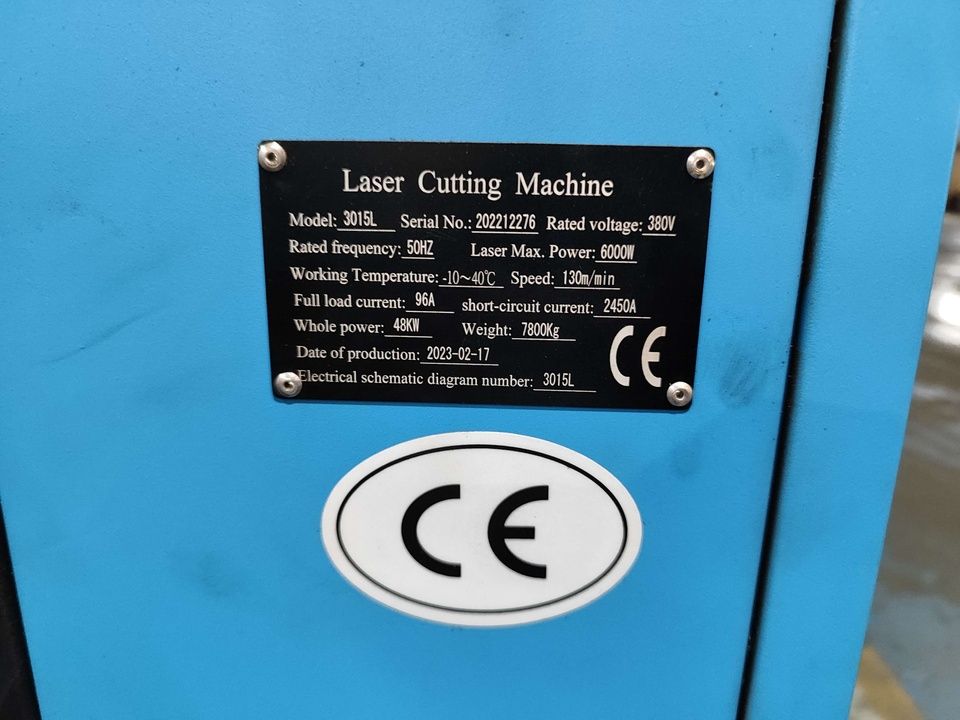 Laser Cutting Machine
Model: 3015L Serial No.: 202212276 Rated voltage: 380V
Rated frequency: 50HZ Laser Max. Power: 6000W
Working Temperature: -10~40℃ Speed: 130m/min
Full load current: 96A short-circuit current: 2450A
Whole power: 48KW Weight: 7800Kg
Date of production: 2023-02-17
Electrical schematic diagram number: 3015L
CE
CE